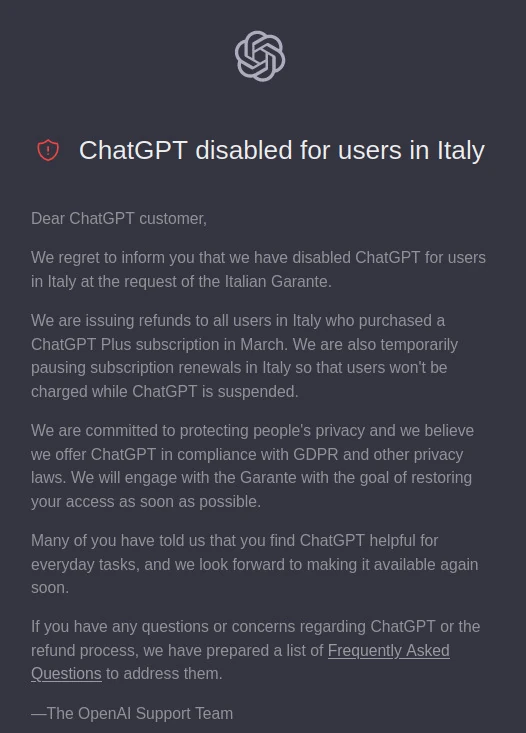 ChatGPT disabled for users in Italy
Dear ChatGPT customer,
We regret to inform you that we have disabled ChatGPT for users
in Italy at the request of the Italian Garante.
We are issuing refunds to all users in Italy who purchased a
ChatGPT Plus subscription in March. We are also temporarily
pausing subscription renewals in Italy so that users won't be
charged while ChatGPT is suspended.
We are committed to protecting people's privacy and we believe
we offer ChatGPT in compliance with GDPR and other privacy
laws. We will engage with the Garante with the goal of restoring
your access as soon as possible.
Many of you have told us that you find ChatGPT helpful for
everyday tasks, and we look forward to making it available again
soon.
If you have any questions or concerns regarding ChatGPT or the
refund process, we have prepared a list of Frequently Asked
Questions to address them.
—The OpenAI Support Team